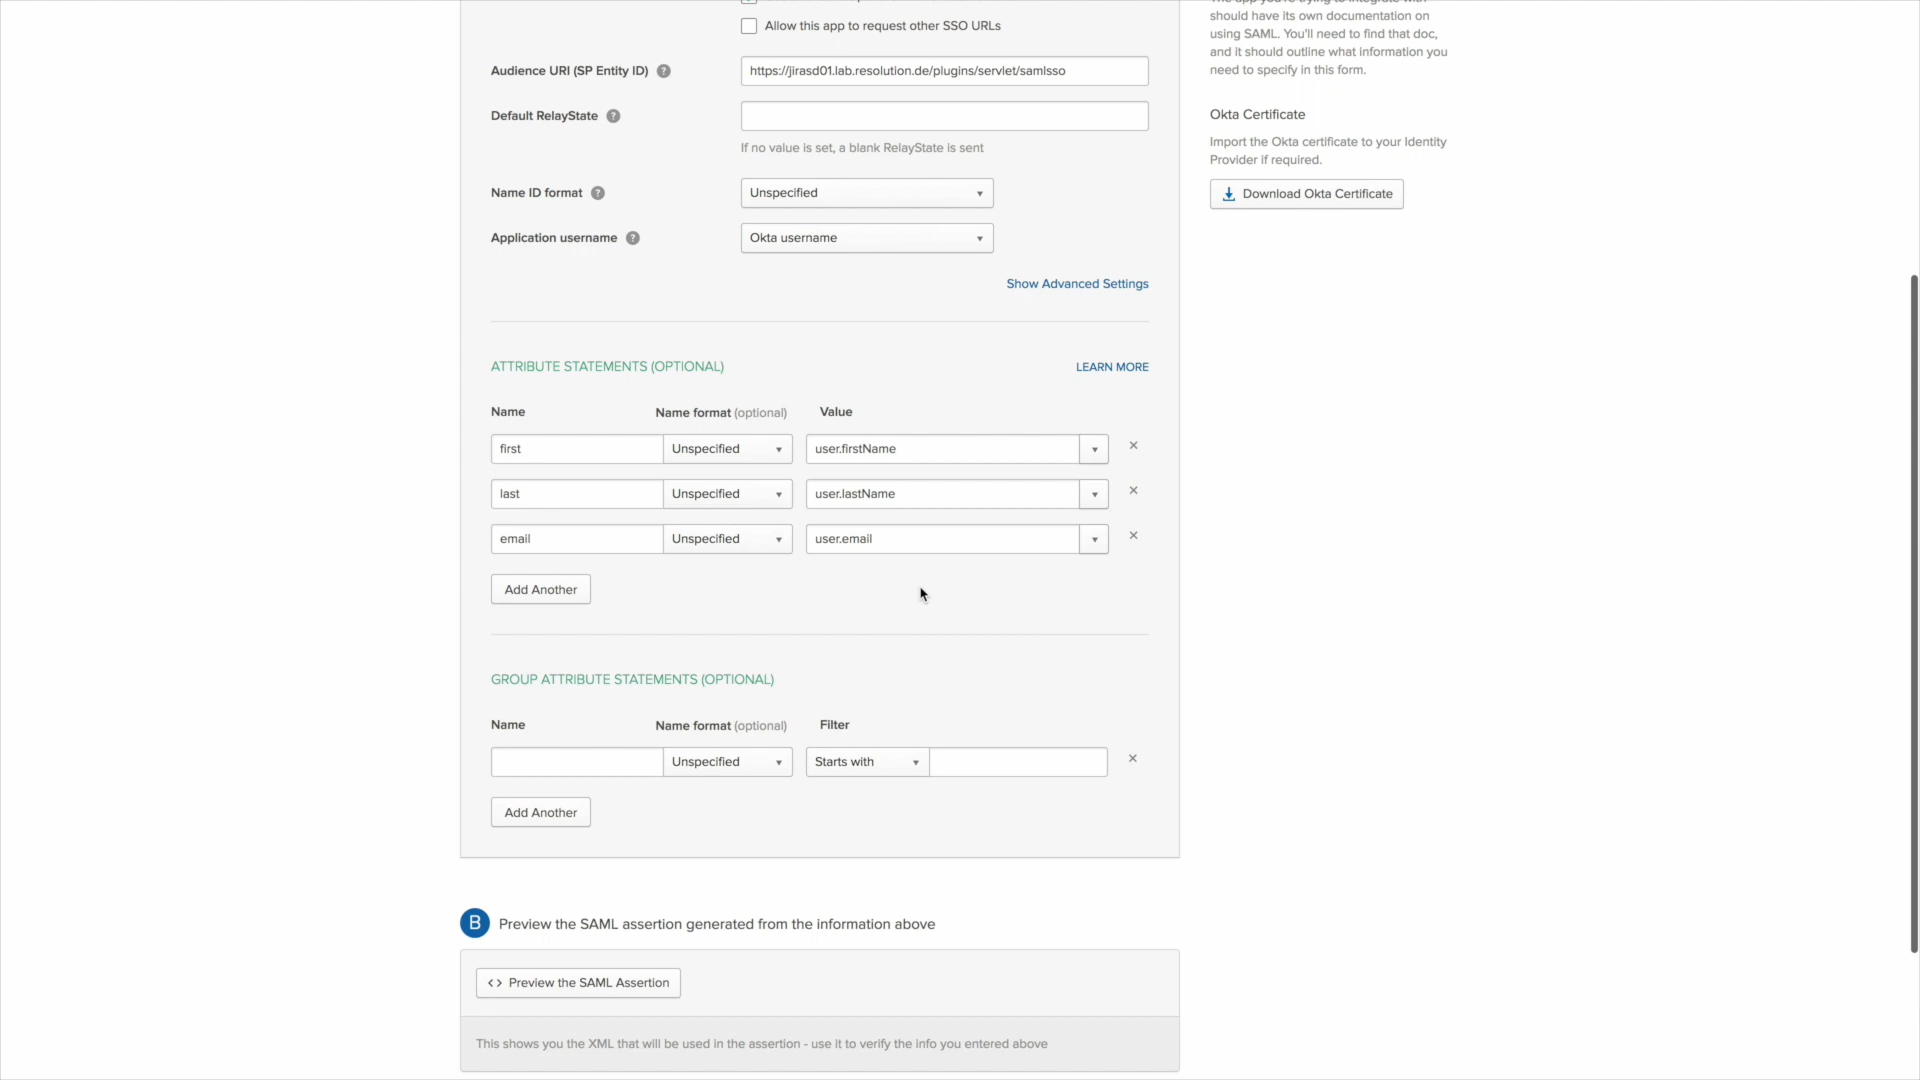 should have its own documentation on
using SAML. You'll need to find that doc,
and it should outline what information you
need to specify in this form.
Allow this app to request other SSO URLs
Audience URI (SP Entity ID) ?
https://jirasd01.lab.resolution.de/plugins/servlet/samlsso
Okta Certificate
Import the Okta certificate to your Identity
Provider if required.
Download Okta Certificate
Default RelayState ?
If no value is set, a blank RelayState is sent
Name ID format ?
Unspecified
Application username ?
Okta username
Show Advanced Settings
ATTRIBUTE STATEMENTS (OPTIONAL)
LEARN MORE
Name Name format (optional) Value
first Unspecified user.firstName
last Unspecified user.lastName
email Unspecified user.email
Add Another
GROUP ATTRIBUTE STATEMENTS (OPTIONAL)
Name Name format (optional) Filter
Unspecified Starts with
Add Another
B Preview the SAML assertion generated from the information above
<> Preview the SAML Assertion
This shows you the XML that will be used in the assertion - use it to verify the info you entered above